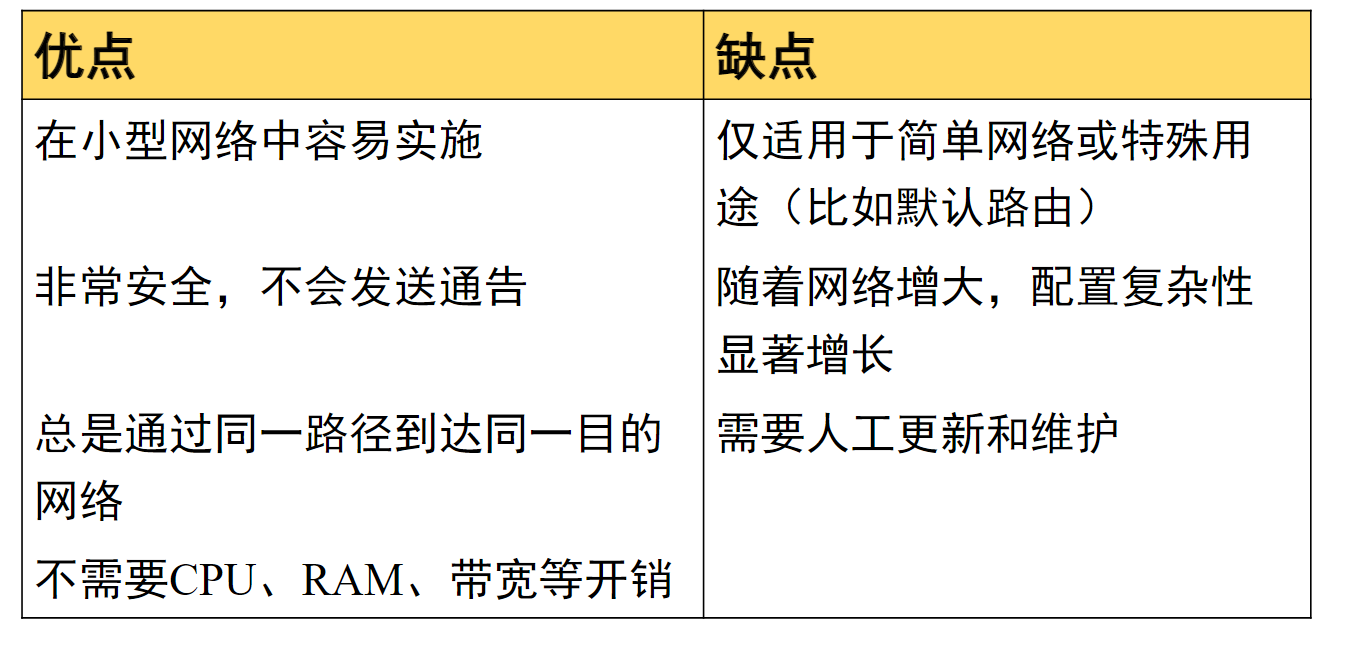 优点
缺点
在小型网络中容易实施
仅适用于简单网络或特殊用
途（比如默认路由）
非常安全，不会发送通告
随着网络增大，配置复杂性
显著增长
总是通过同一路径到达同一目的
网络
需要人工更新和维护
不需要CPU、RAM、带宽等开销